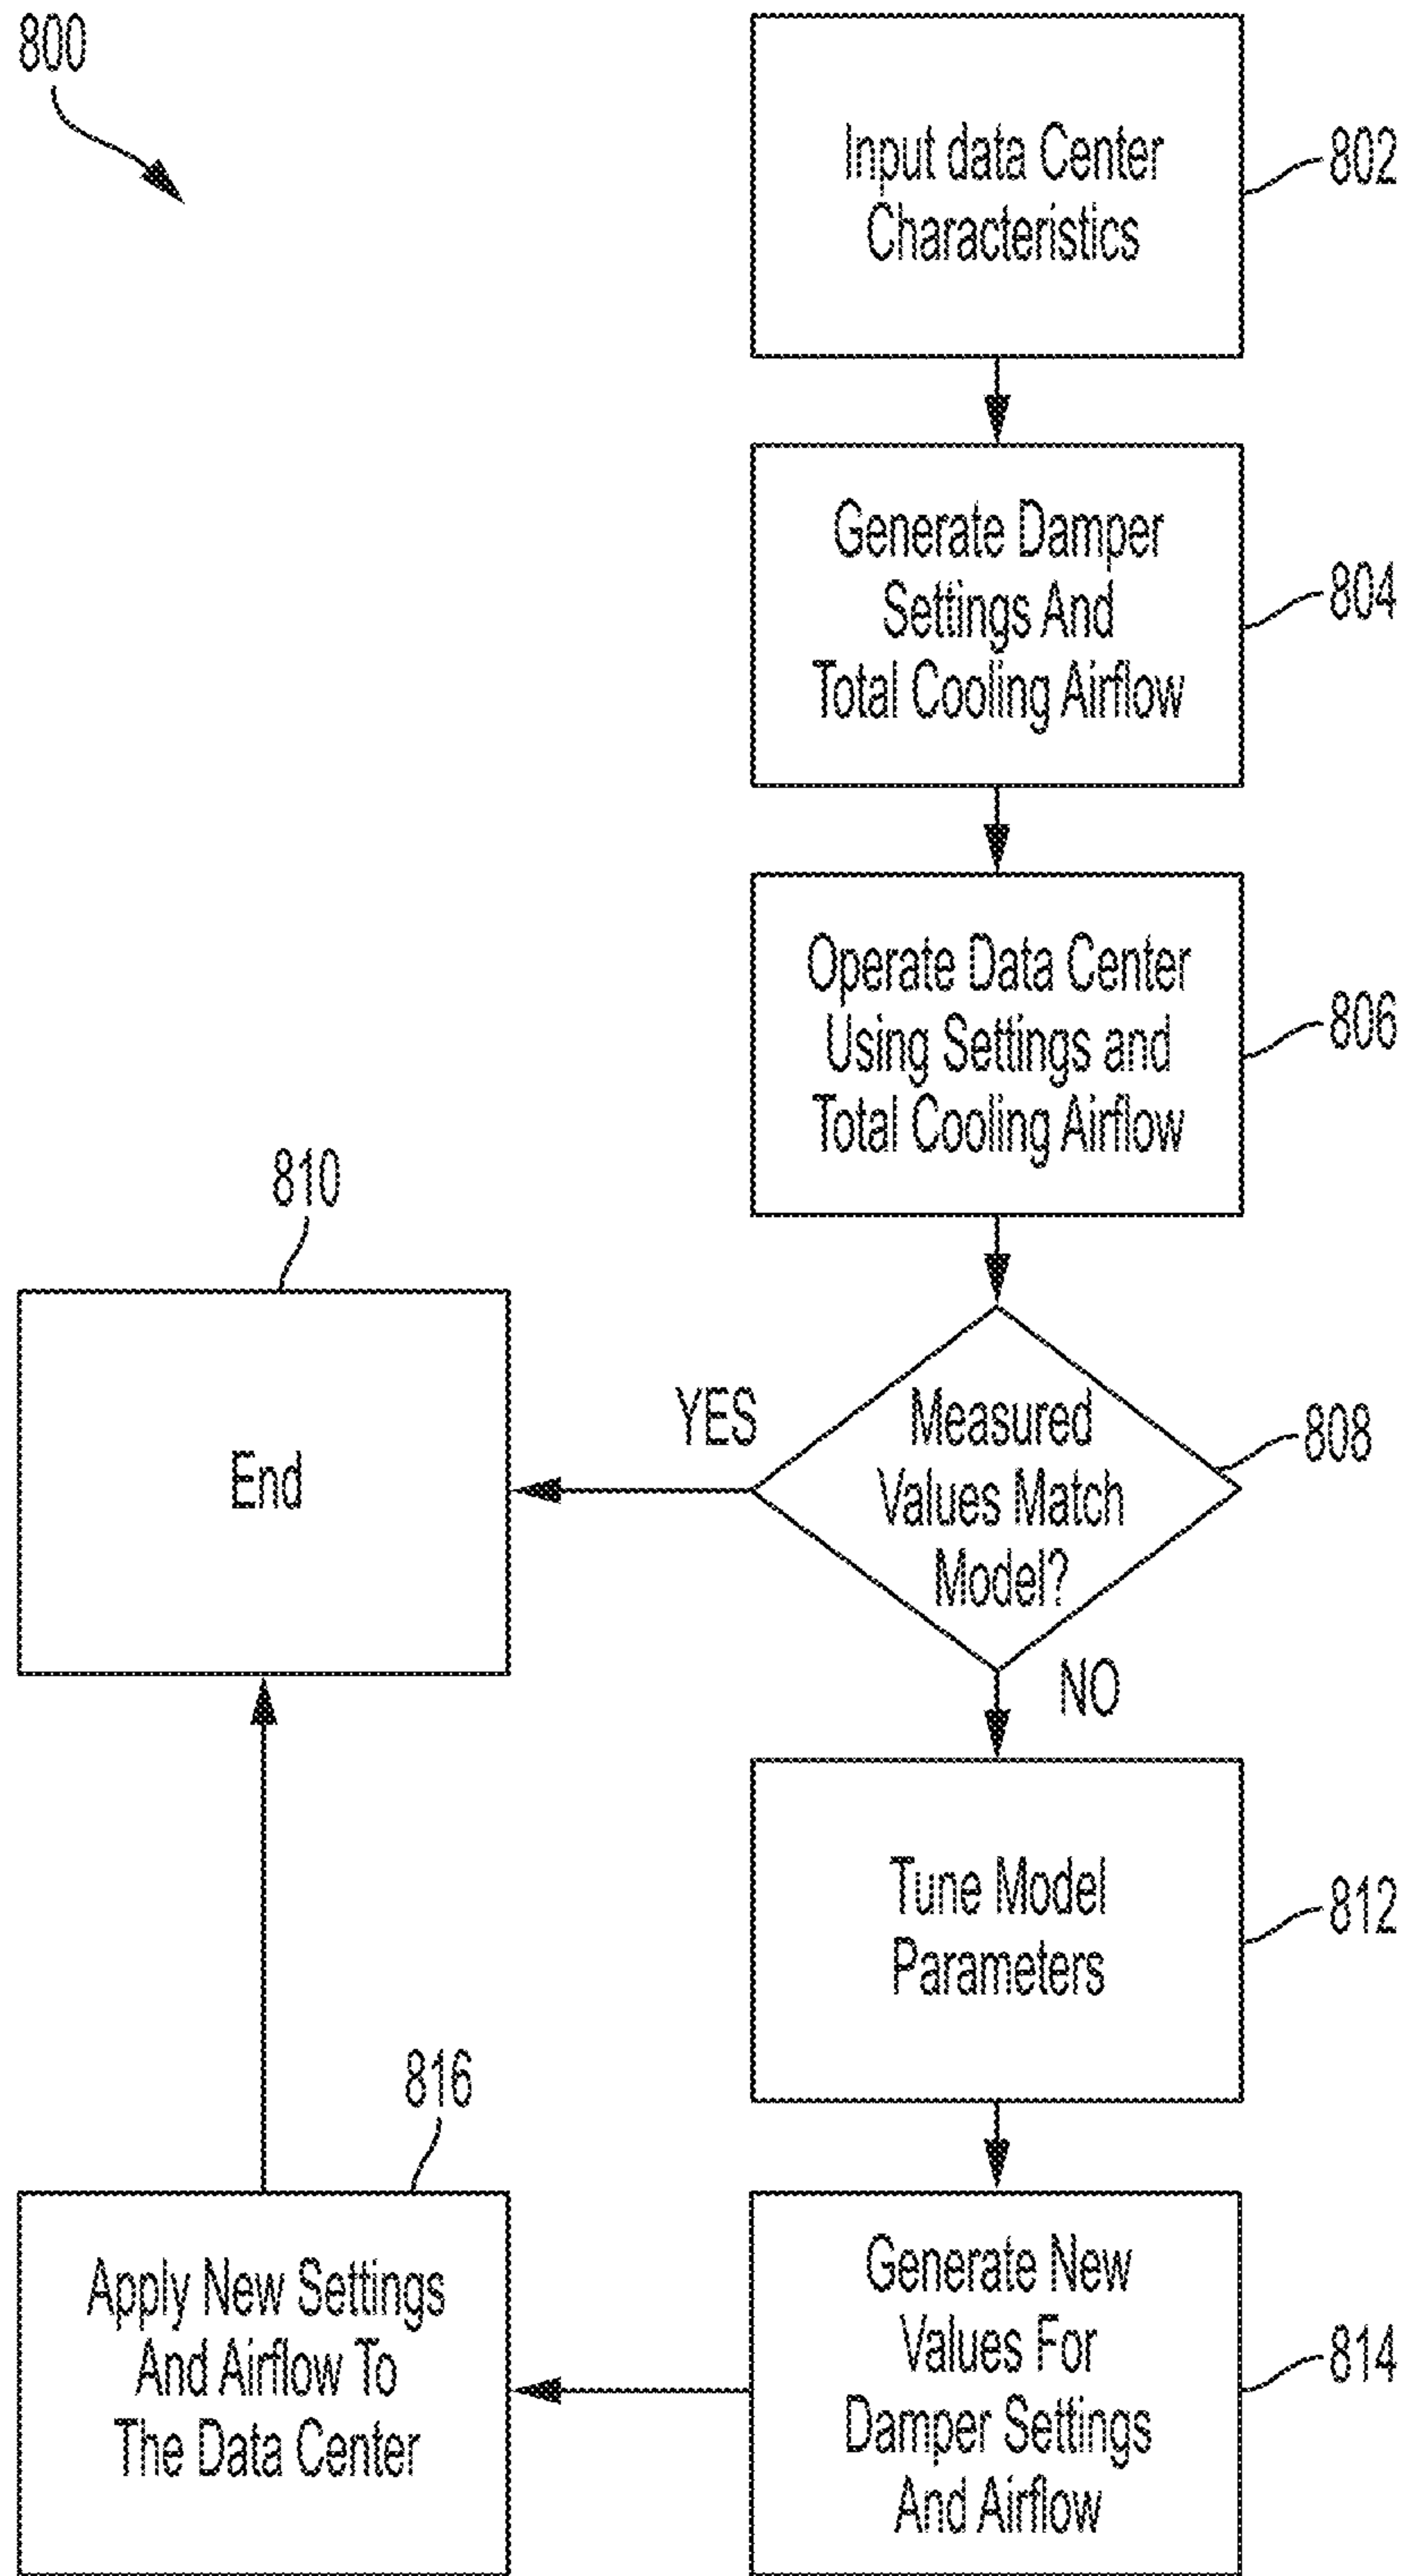 800
Input data Center
Characteristics
802
Generate Damper
Settings And
Total Cooling Airflow
804
Operate Data Center
Using Settings and
Total Cooling Airflow
806
810
End
YES
Measured
Values Match
Model?
808
NO
Tune Model
Parameters
812
816
Apply New Settings
And Airflow To
The Data Center
Generate New
Values For
Damper Settings
And Airflow
814